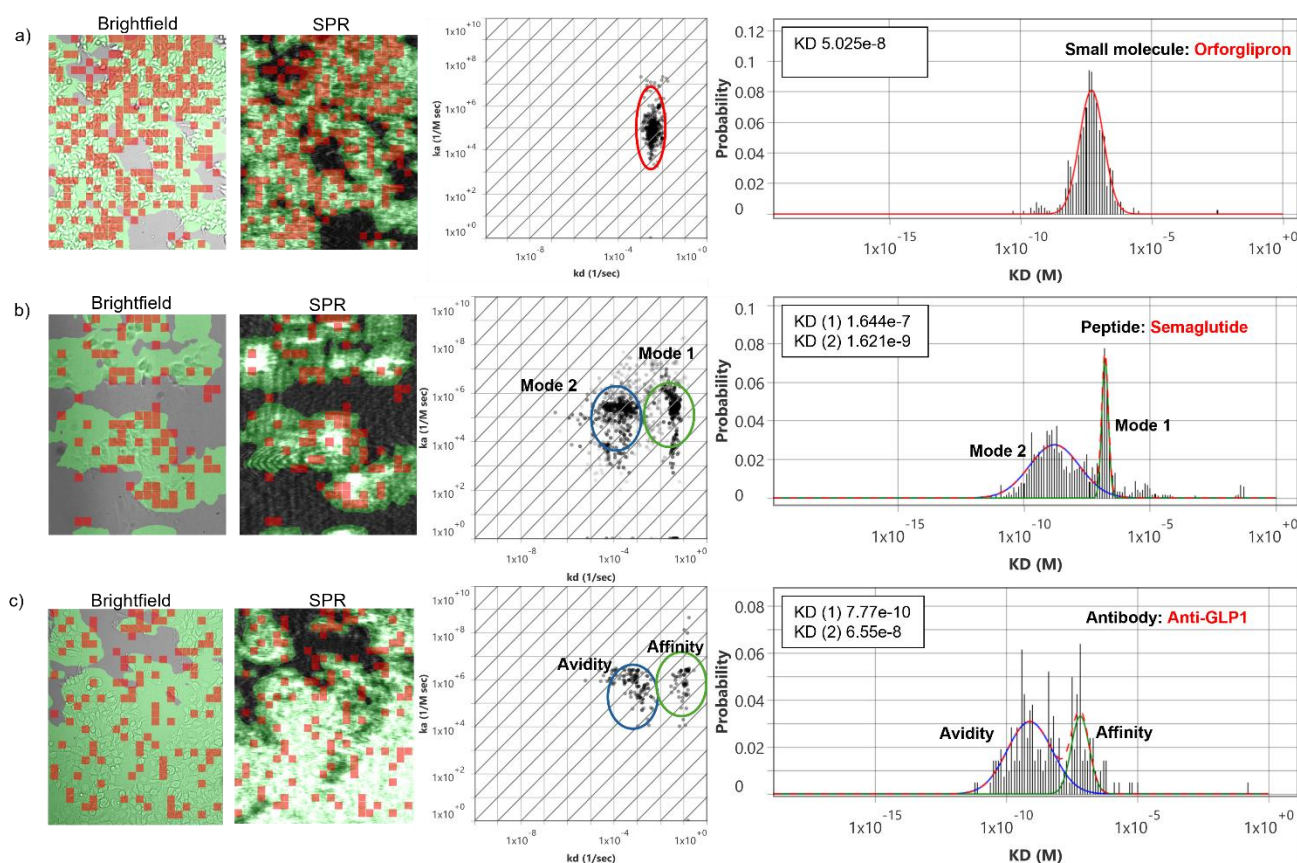 a)
Brightfield
SPR
1x10 +10
1x10 +8
1x10 +6
1x10 +4
1x10 +2
1x10 +0
ka (1/M sec)
1x10 -8
1x10 -4
1x10 +0
kd (1/sec)
0.12
0.08
0.04
0
Probability
KD 5.025e-8
Small molecule: Orforglipron
1x10 -15
1x10 -10
1x10 -5
1x10 +0
KD (M)
b)
Brightfield
SPR
1x10 +10
1x10 +8
1x10 +6
1x10 +4
1x10 +2
1x10 +0
ka (1/M sec)
Mode 1
Mode 2
1x10 -8
1x10 -4
1x10 +0
kd (1/sec)
0.1
0.08
0.06
0.04
0.02
0
Probability
KD (1) 1.644e-7
KD (2) 1.621e-9
Peptide: Semaglutide
Mode 1
Mode 2
1x10 -15
1x10 -10
1x10 -5
1x10 +0
KD (M)
c)
Brightfield
SPR
1x10 +10
1x10 -8
1x10 +6
1x10 +4
1x10 +2
1x10 +0
ka (1/M sec)
Affinity
Avidity
1x10 -8
1x10 -4
1x10 +0
kd (1/sec)
0.08
0.06
0.04
0.02
0
Probability
KD (1) 7.77e-10
KD (2) 6.55e-8
Antibody: Anti-GLP1
Avidity
Affinity
1x10 -15
1x10 -10
1x10 -5
1x10 +0
KD (M)